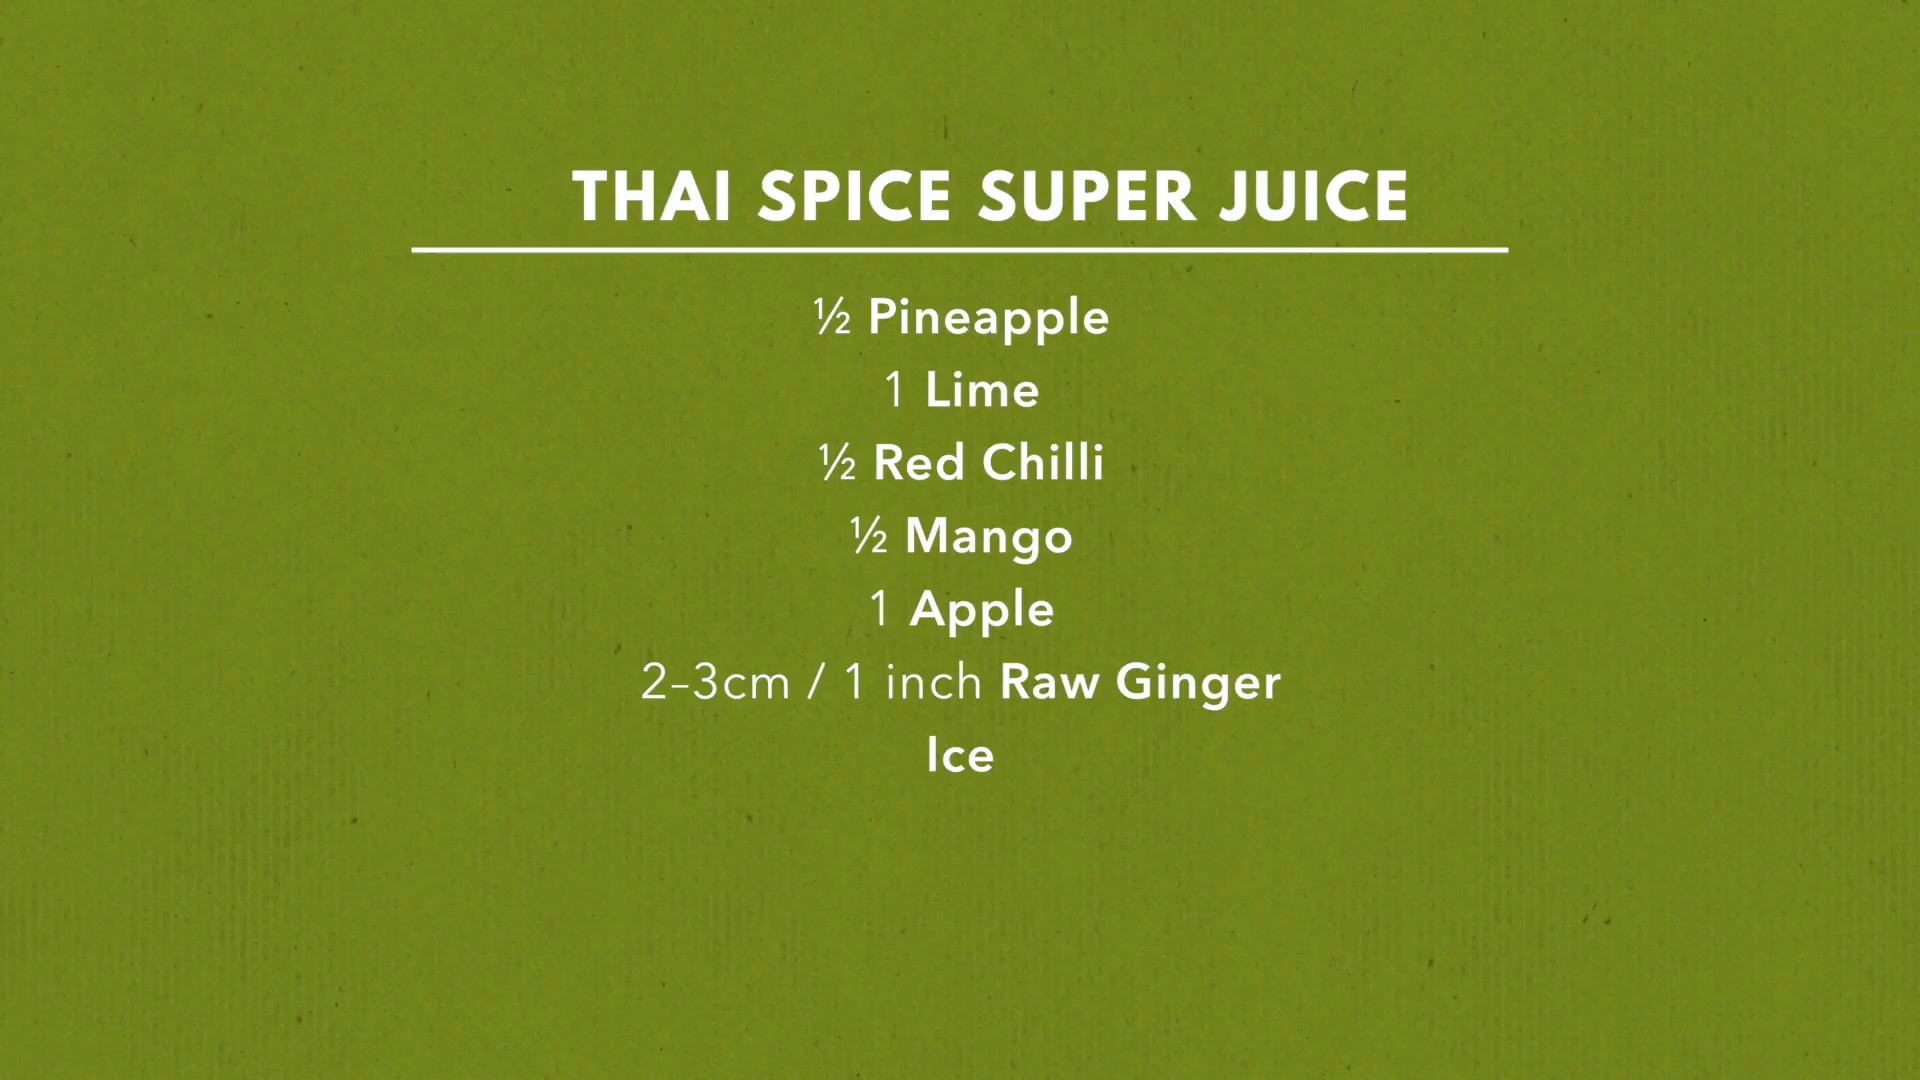 THAI SPICE SUPER JUICE
½ Pineapple
1 Lime
½ Red Chilli
½ Mango
1 Apple
2–3cm / 1 inch Raw Ginger
Ice